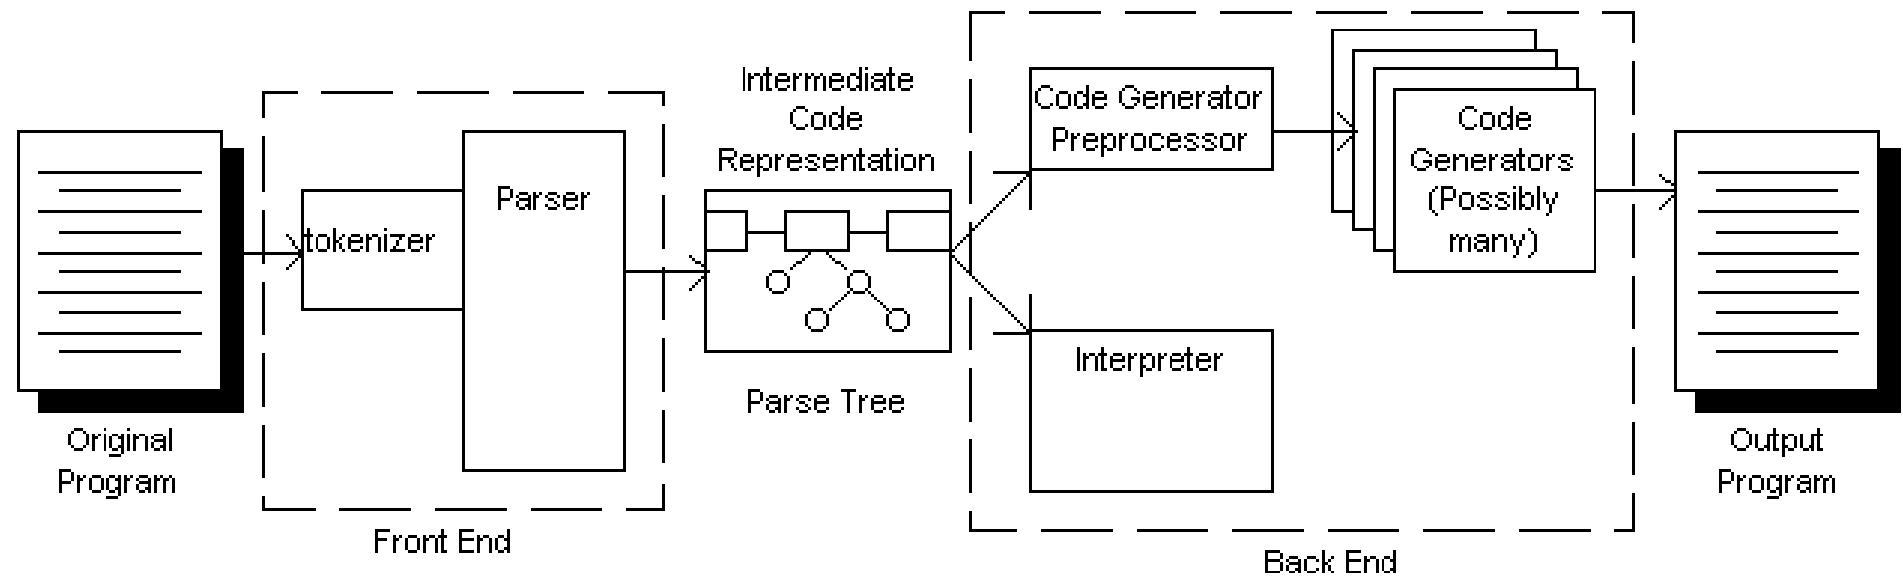 Original
Program
tokenizer
Parser
Front End
Intermediate
Code
Representation
Parse Tree
Code Generator
Preprocessor
Interpreter
Code
Generators
(Possibly
many)
Back End
Output
Program